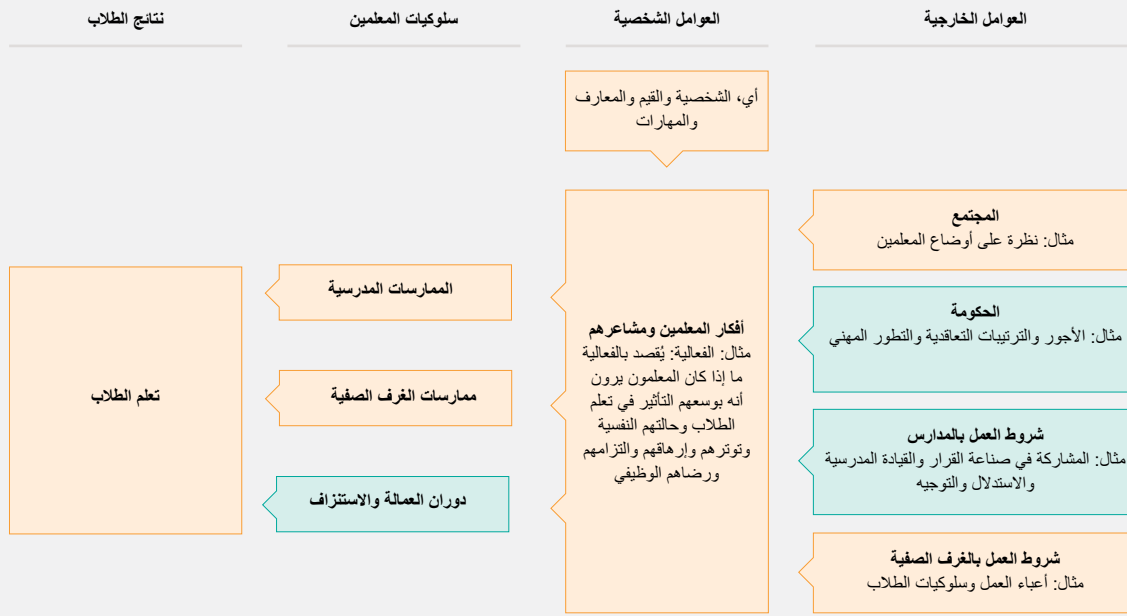 العوامل الخارجية
العوامل الشخصية
سلوكيات المعلمين
نتائج الطلاب
أي، الشخصية والقيم والمعارف
والمهارات
المجتمع
مثال: نظرة على أوضاع المعلمين
الحكومة
مثال: الأجور والترتيبات التعاقدية والتطور المهني
شروط العمل بالمدارس
مثال: المشاركة في صناعة القرار والقيادة المدرسية
والاستدلال والتوجيه
شروط العمل بالغرف الصفية
مثال: أعباء العمل وسلوكيات الطلاب
أفكار المعلمين ومشاعرهم
مثال: الفعالية: يُقصد بالفعالية
ما إذا كان المعلمون يرون
أنه بوسعهم التأثير في تعلم
الطلاب وحالتهم النفسية
وتوترهم وإرهاقهم والتزامهم
ورضاهم الوظيفي
الممارسات المدرسية
ممارسات الغرف الصفية
دوران العمالة والاستنزاف
تعلم الطلاب